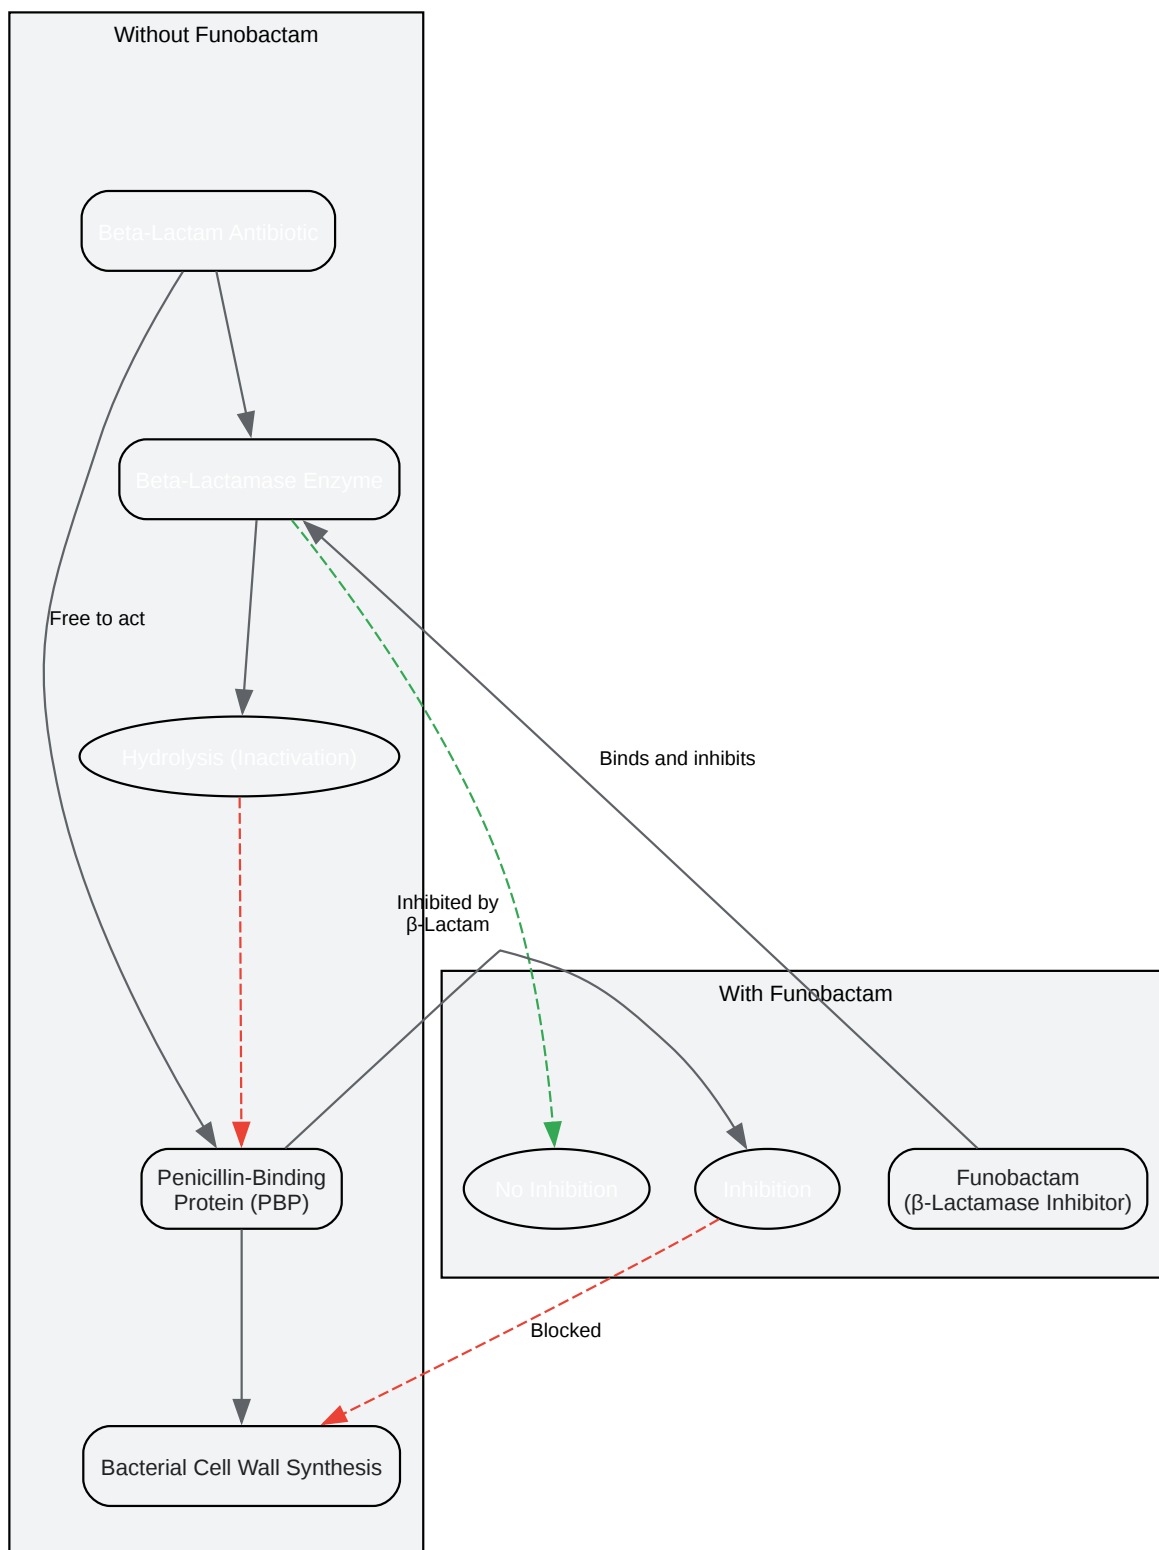 Without Funobactam
Beta-Lactam Antibiotic
Beta-Lactamase Enzyme
Free to act
Hydrolysis (Inactivation)
Binds and inhibits
Inhibited by
β-Lactam
With Funobactam
Penicillin-Binding
Protein (PBP)
No Inhibition
Inhibition
Funobactam
(β-Lactamase Inhibitor)
Blocked
Bacterial Cell Wall Synthesis